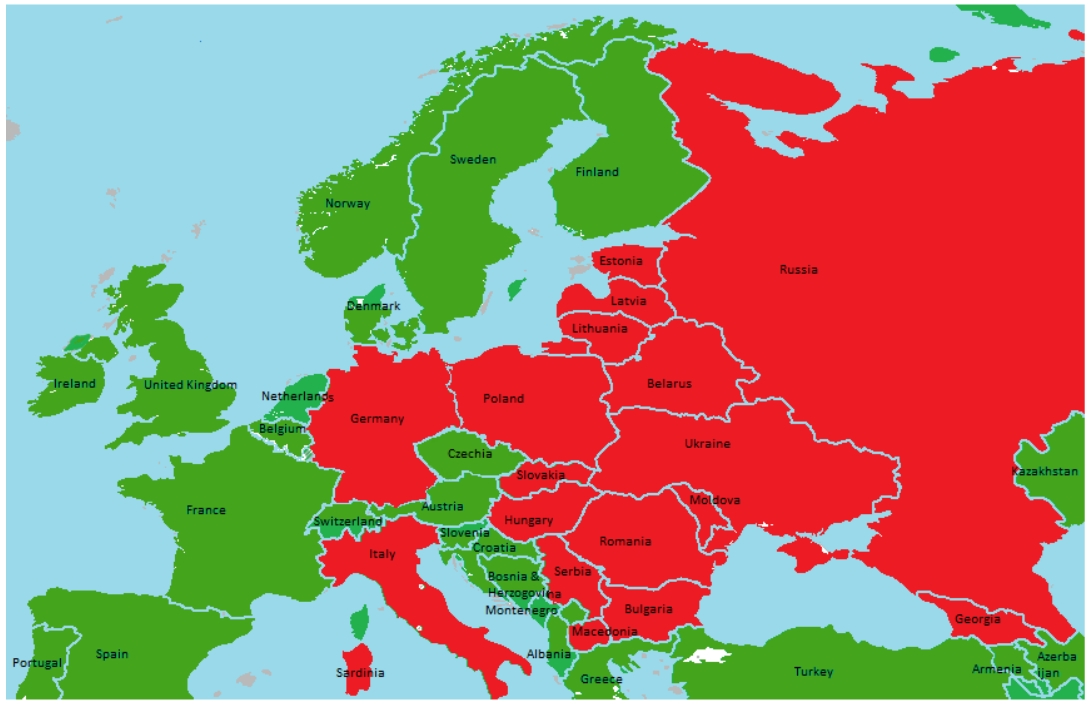 Sweden
Finland
Norway
Estonia
Russia
Denmark
Latvia
Lithuania
Ireland
United Kingdom
Netherlands
Belarus
Poland
Germany
Belgium
Ukraine
Czechia
Slovakia
Kazakhstan
France
Austria
Moldova
Switzerland
Hungary
Slovenia
Romania
Croatia
Italy
Serbia
Bosnia &
Herzogovina
Montenegro
Bulgaria
Georgia
Macedonia
Portugal
Spain
Albania
Azerba
ijan
Sardinia
Turkey
Armenia
Greece